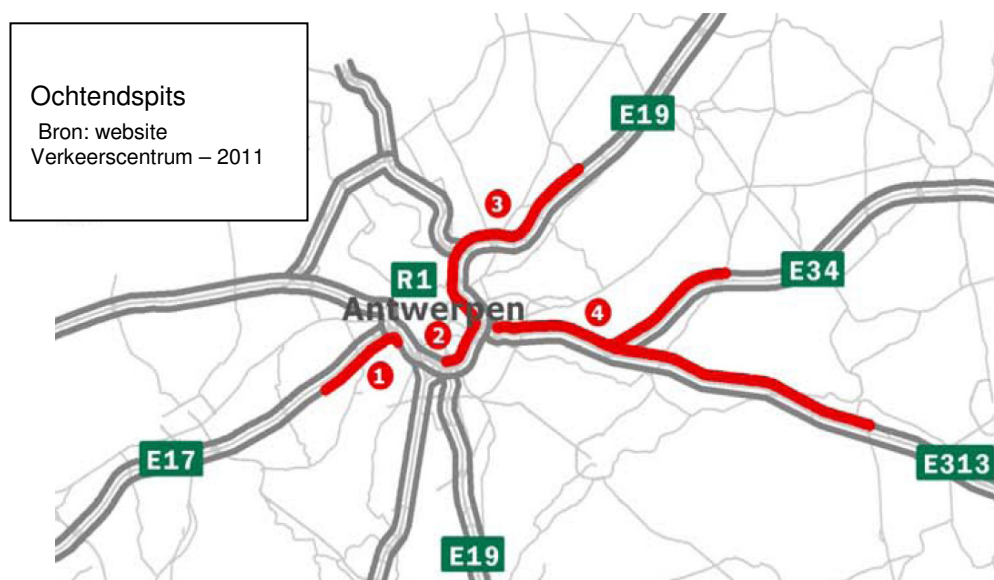 Ochtendspits
Bron: website
Verkeerscentrum – 2011
E19
3
R1
E34
Antwerpen
4
2
1
E17
E313
E19